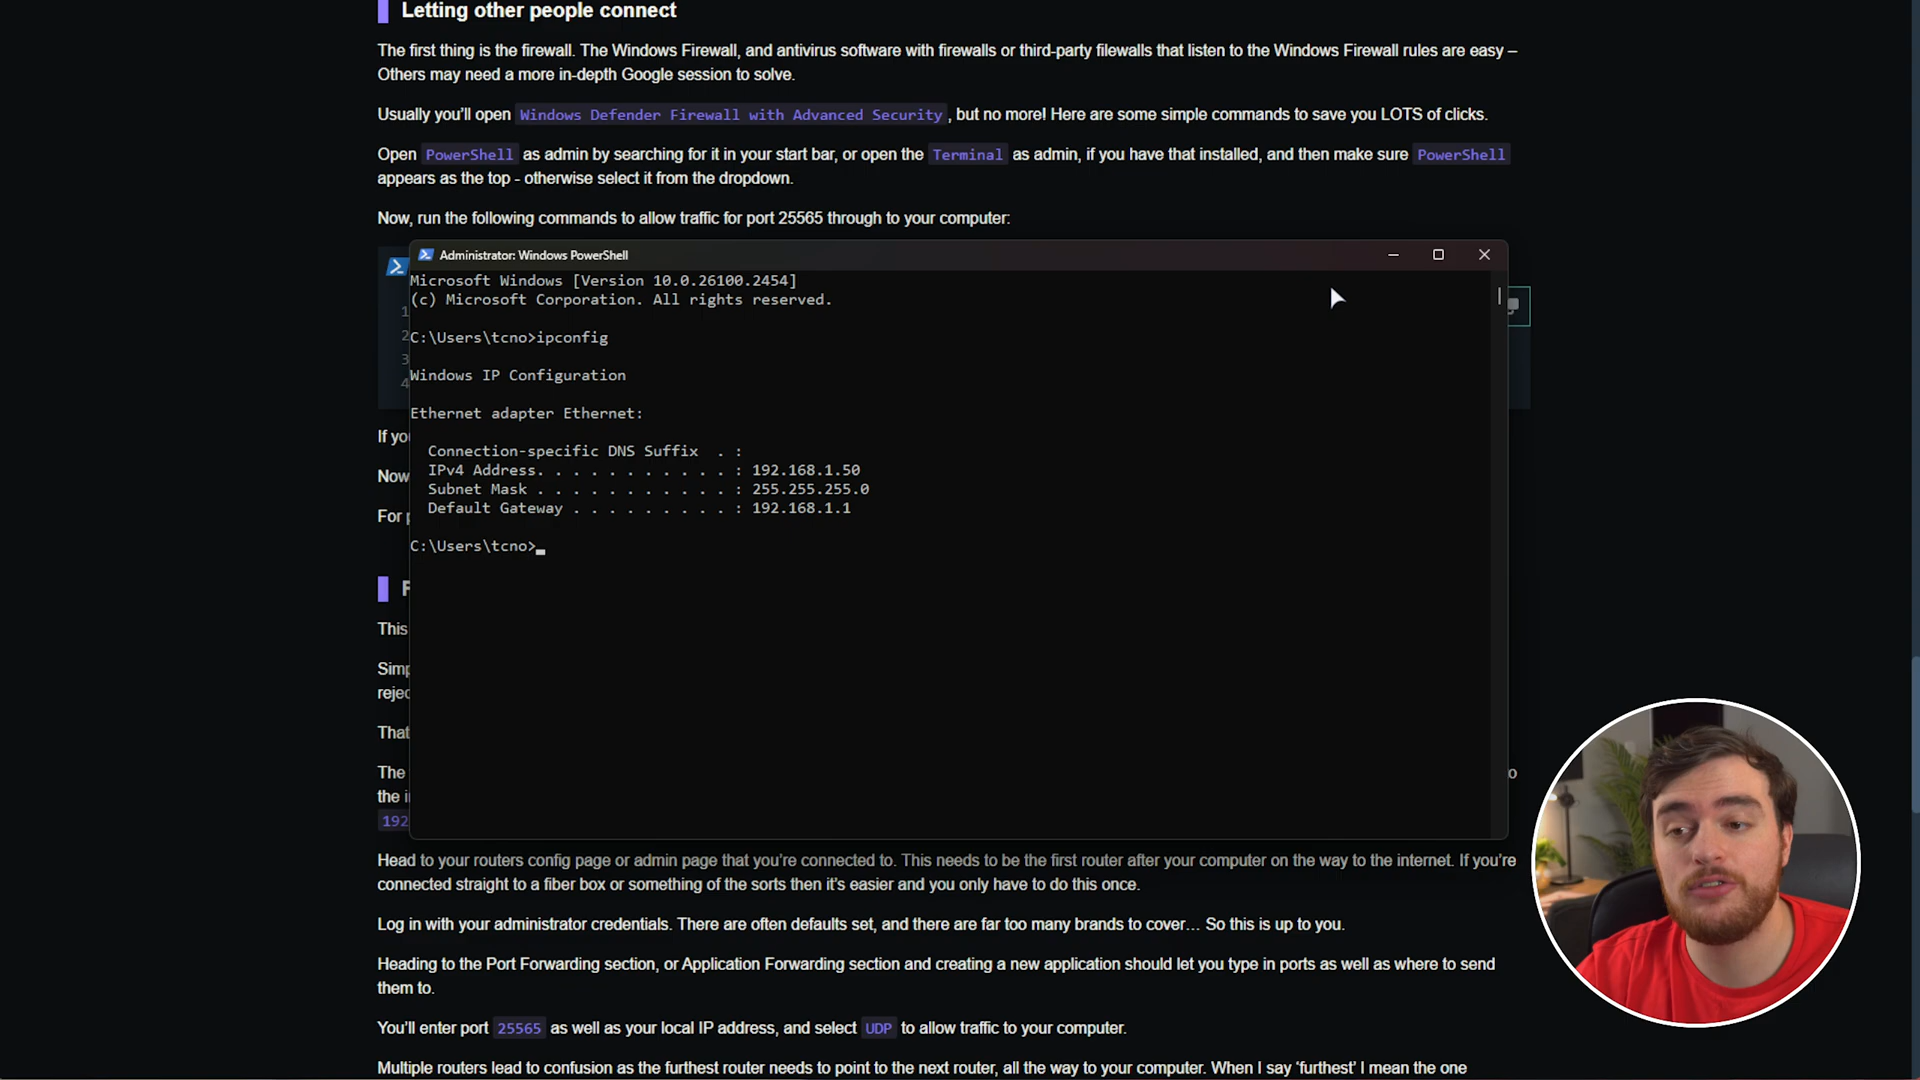 Letting other people connect
The first thing is the firewall. The Windows Firewall, and antivirus software with firewalls or third-party filewalls that listen to the Windows Firewall rules are easy –
Others may need a more in-depth Google session to solve.
Usually you'll open Windows Defender Firewall with Advanced Security, but no more! Here are some simple commands to save you LOTS of clicks.
Open PowerShell as admin by searching for it in your start bar, or open the Terminal as admin, if you have that installed, and then make sure PowerShell
appears as the top - otherwise select it from the dropdown.
Now, run the following commands to allow traffic for port 25565 through to your computer:
Administrator: Windows PowerShell
Microsoft Windows [Version 10.0.26100.2454]
(c) Microsoft Corporation. All rights reserved.
1
2
C:\Users\tcno>ipconfig
3
Windows IP Configuration
4
Ethernet adapter Ethernet:
If you
Connection-specific DNS Suffix . :
IPv4 Address. . . . . . . . . . . : 192.168.1.50
Now
Subnet Mask . . . . . . . . . . . : 255.255.255.0
Default Gateway . . . . . . . . . : 192.168.1.1
For
C:\Users\tcno>
This
That
The
the
192
Head to your routers config page or admin page that you're connected to. This needs to be the first router after your computer on the way to the internet. If you're
connected straight to a fiber box or something of the sorts then it's easier and you only have to do this once.
Log in with your administrator credentials. There are often defaults set, and there are far too many brands to cover… So this is up to you.
Heading to the Port Forwarding section, or Application Forwarding section and creating a new application should let you type in ports as well as where to send
them to.
You'll enter port 25565 as well as your local IP address, and select UDP to allow traffic to your computer.
Multiple routers lead to confusion as the furthest router needs to point to the next router, all the way to your computer. When I say 'furthest' I mean the one